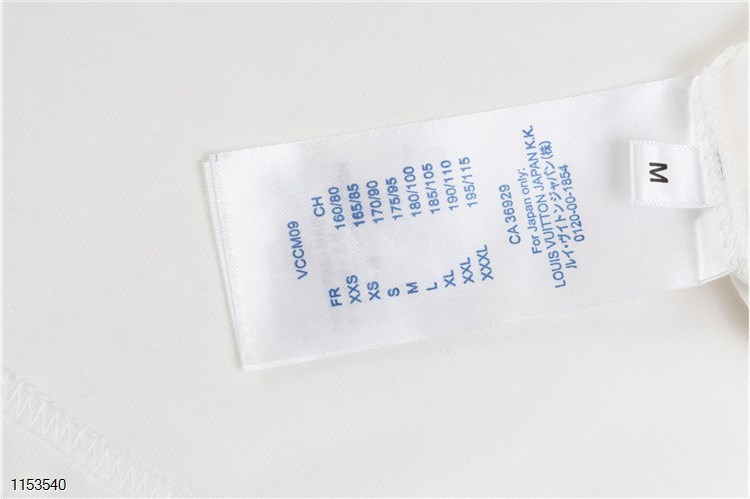 VCCM09
FR CH
XXS 160/80
XS 165/85
S 170/90
M 175/95
L 180/100
XL 185/105
XXL 190/110
XXXL 195/115
CA 36929
For Japan only:
LOUIS VUITTON JAPAN K.K.
ルイ・ヴィトンジャパン(株)
0120-00-1854
M
1153540